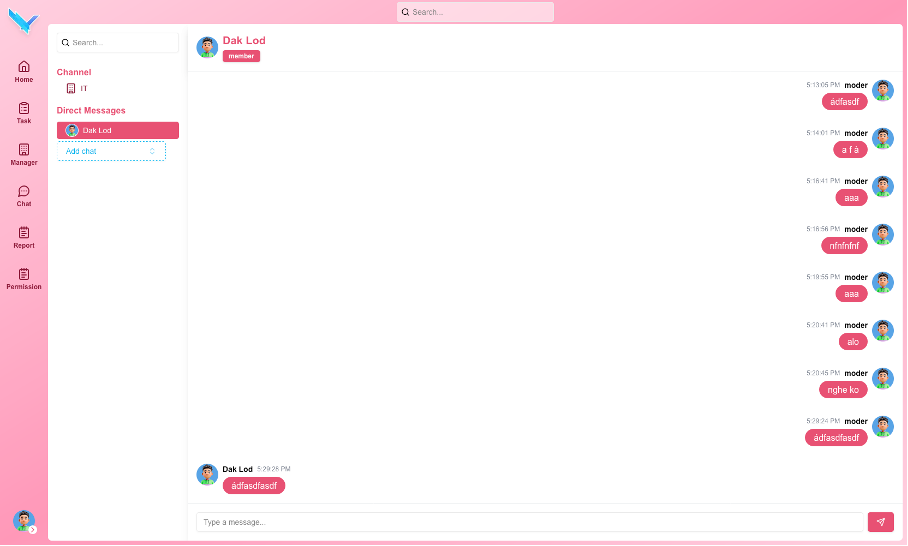 Search...
Home
Task
Manager
Chat
Report
Permission
Search...
Channel
IT
Direct Messages
Dak Lod
Add chat
Dak Lod
member
5:13:05 PM moder
ádfasdf
5:14:01 PM moder
a f á
5:16:41 PM moder
aaa
5:16:56 PM moder
nfnfnfnf
5:19:55 PM moder
aaa
5:20:41 PM moder
alo
5:20:45 PM moder
nghe ko
5:29:24 PM moder
ádfasdfasdf
Dak Lod 5:29:28 PM
ádfasdfasdf
Type a message...